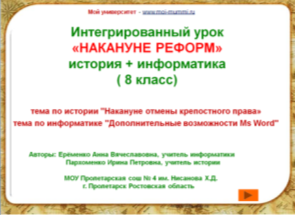 Мой университет - www.moi-mummi.ru
Интегрированный урок
«НАКАНУНЕ РЕФОРМ»
история + информатика
( 8 класс)
тема по истории "Накануне отмены крепостного права»
тема по информатике "Дополнительные возможности Ms Word"
Авторы: Ерёменко Анна Вячеславовна, учитель информатики
Пархоменко Ирина Петровна, учитель истории
МОУ Пролетарская сош № 4 им. Нисанова Х.Д.
г. Пролетарск Ростовская область